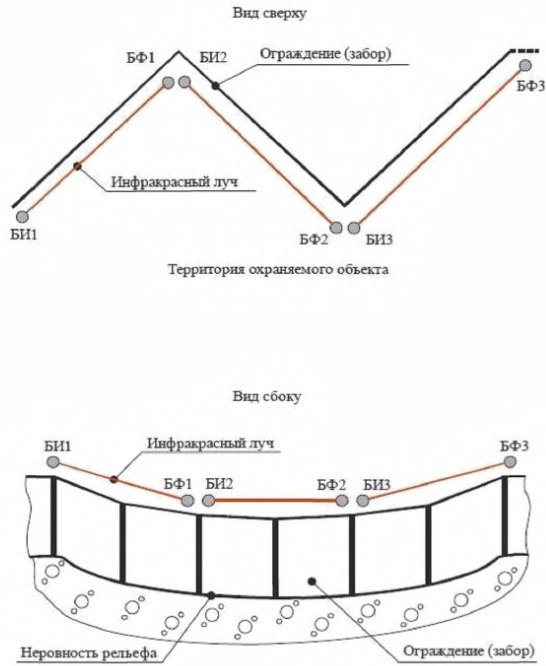 Вид сверху
БФ1
БИ2
Ограждение (забор)
БФ3
Инфракрасный луч
БИ1
БФ2
БИ3
Территория охраняемого объекта
Вид сбоку
БИ1
Инфракрасный луч
БФ3
БФ1
БИ2
БФ2
БИ3
Неровность рельефа
Ограждение (забор)